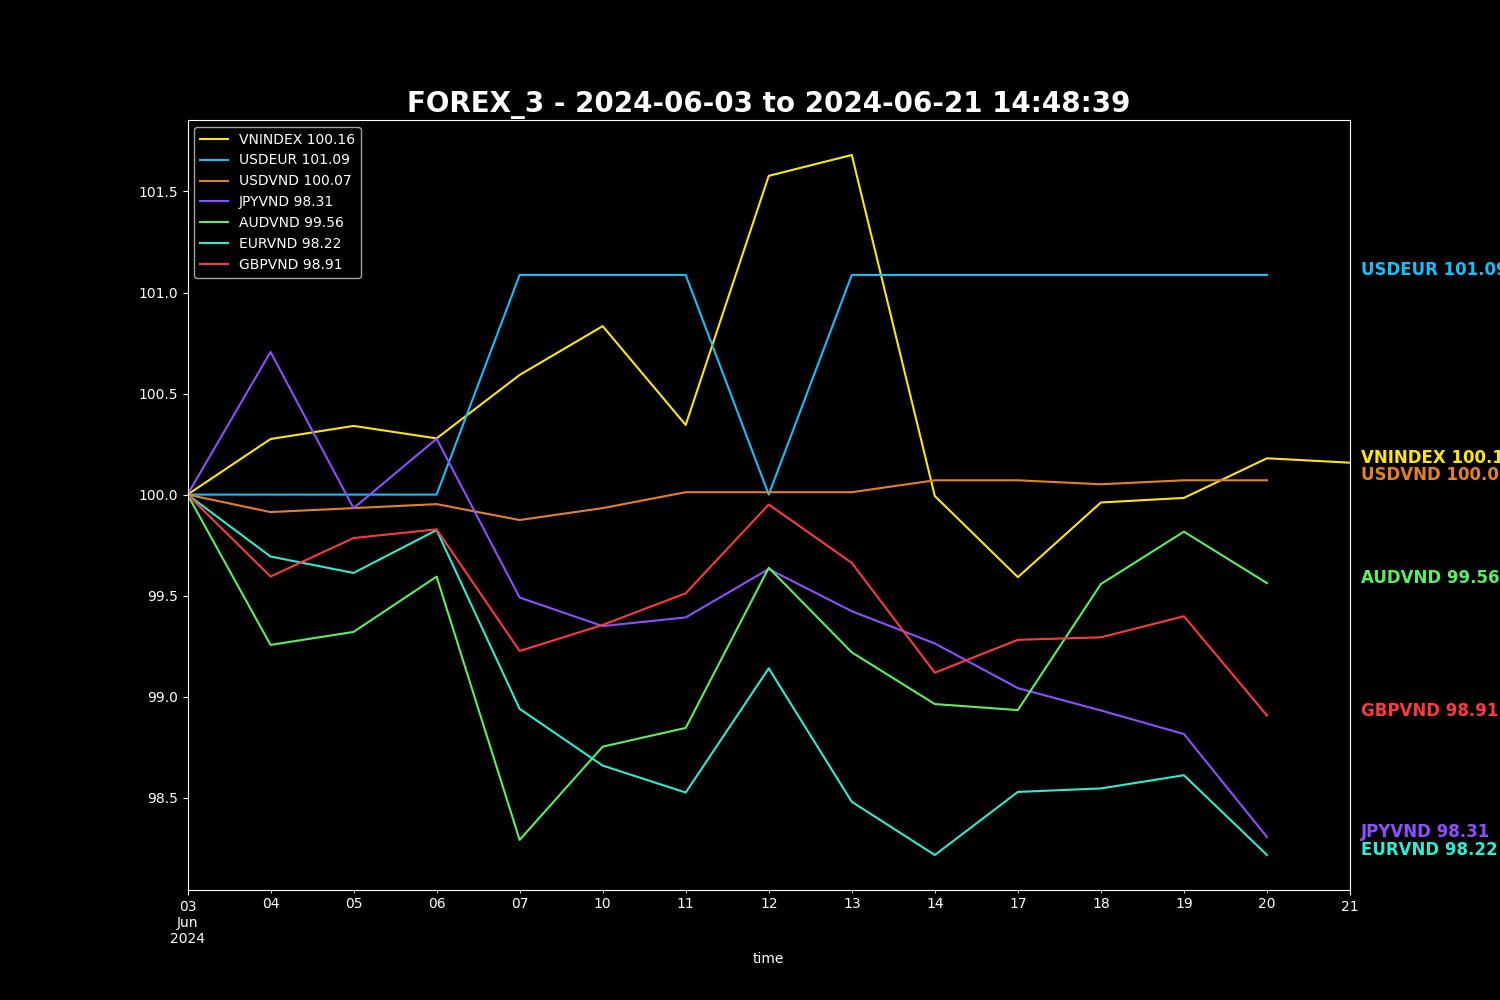 FOREX_3 - 2024-06-03 to 2024-06-21 14:48:39
VNINDEX 100.16
USDEUR 101.09
USDVND 100.07
JPYVND 98.31
AUDVND 99.56
EURVND 98.22
GBPVND 98.91
101.5
101.0
100.5
100.0
99.5
99.0
98.5
USDEUR 101.09
VNINDEX 100.1
USDVND 100.0
AUDVND 99.56
GBPVND 98.91
JPYVND 98.31
EURVND 98.22
03 04 05 06 07 10 11 12 13 14 17 18 19 20 21
Jun
2024
time